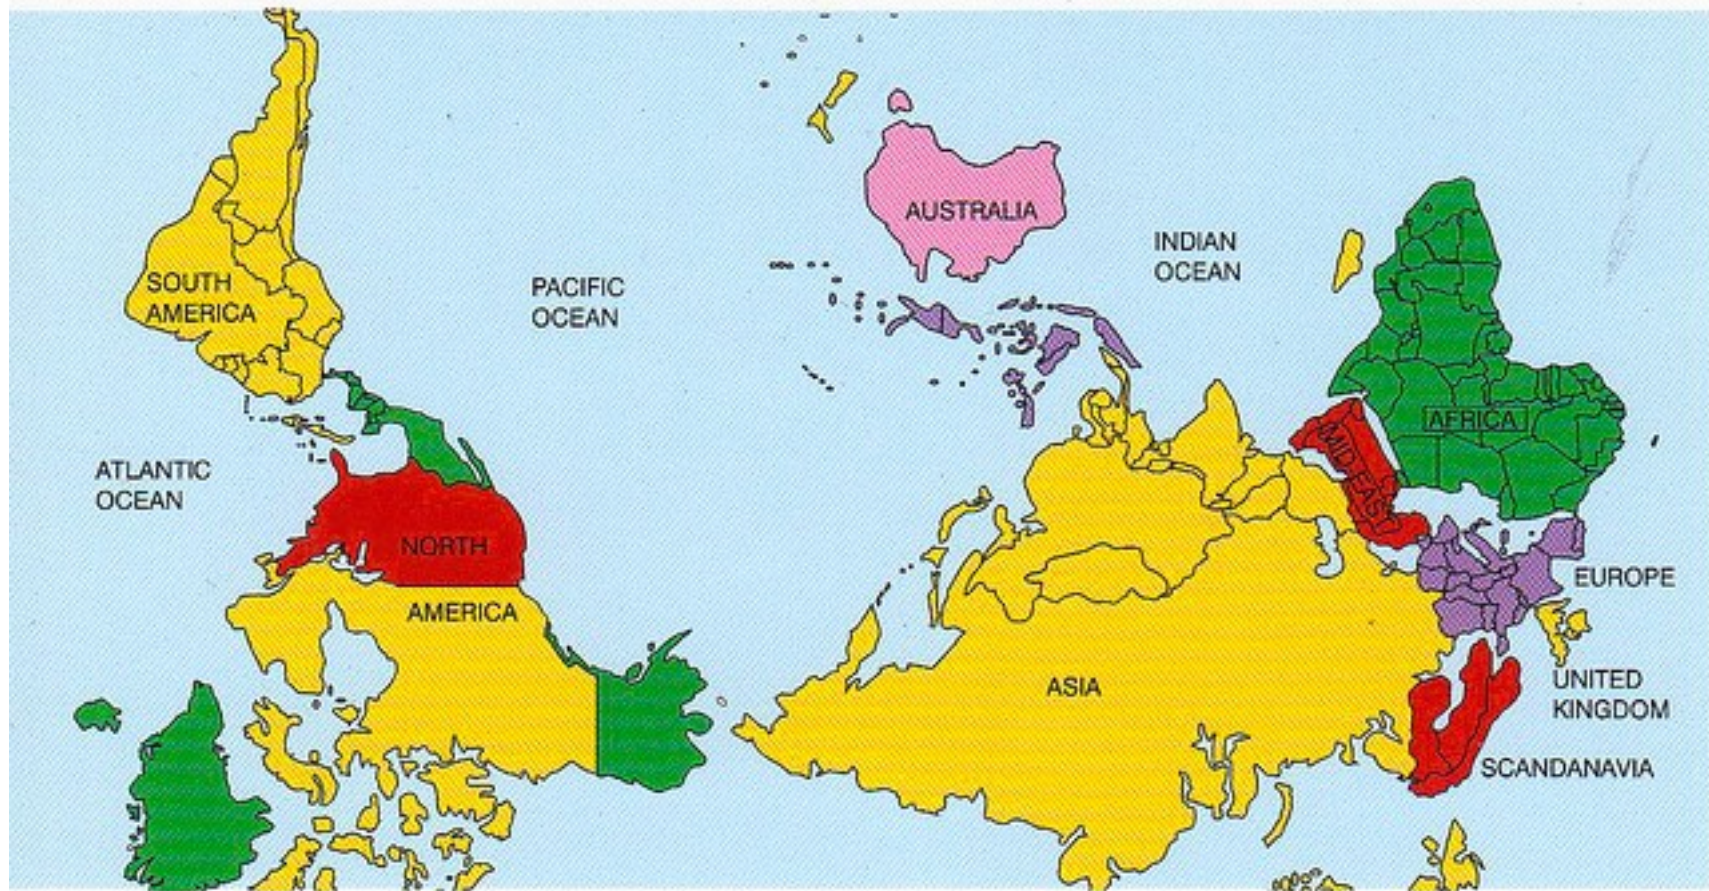 AUSTRALIA
INDIAN
OCEAN
SOUTH
AMERICA
PACIFIC
OCEAN
AFRICA
MID EAST
ATLANTIC
OCEAN
NORTH
AMERICA
EUROPE
ASIA
UNITED
KINGDOM
SCANDANAVIA